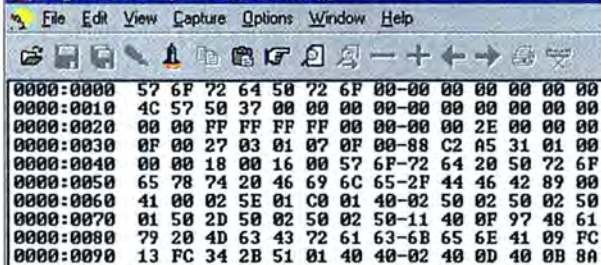 File Edit View Capture Options Window Help
0000:0000 57 6F 72 64 50 72 6F 00-00 00 00 00 00 00
0000:0010 4C 57 50 37 00 00 00 00-00 00 00 00 00 00
0000:0020 00 00 FF FF FF FF 00 00-00 00 2E 00 00 00
0000:0030 0F 00 27 03 01 07 0F 00-88 C2 A5 31 01 00
0000:0040 00 00 18 00 16 00 57 6F-72 64 20 50 72 6F
0000:0050 65 78 74 20 46 69 6C 65-2F 44 46 42 89 00
0000:0060 41 00 02 5E 01 C0 01 40-02 50 02 50 02 50
0000:0070 01 50 2D 50 02 50 02 50-11 40 0F 97 48 61
0000:0080 79 20 4D 63 43 72 61 63-6B 65 6E 41 09 FC
0000:0090 13 FC 34 2B 51 01 40 40-02 40 0D 40 0B 8A